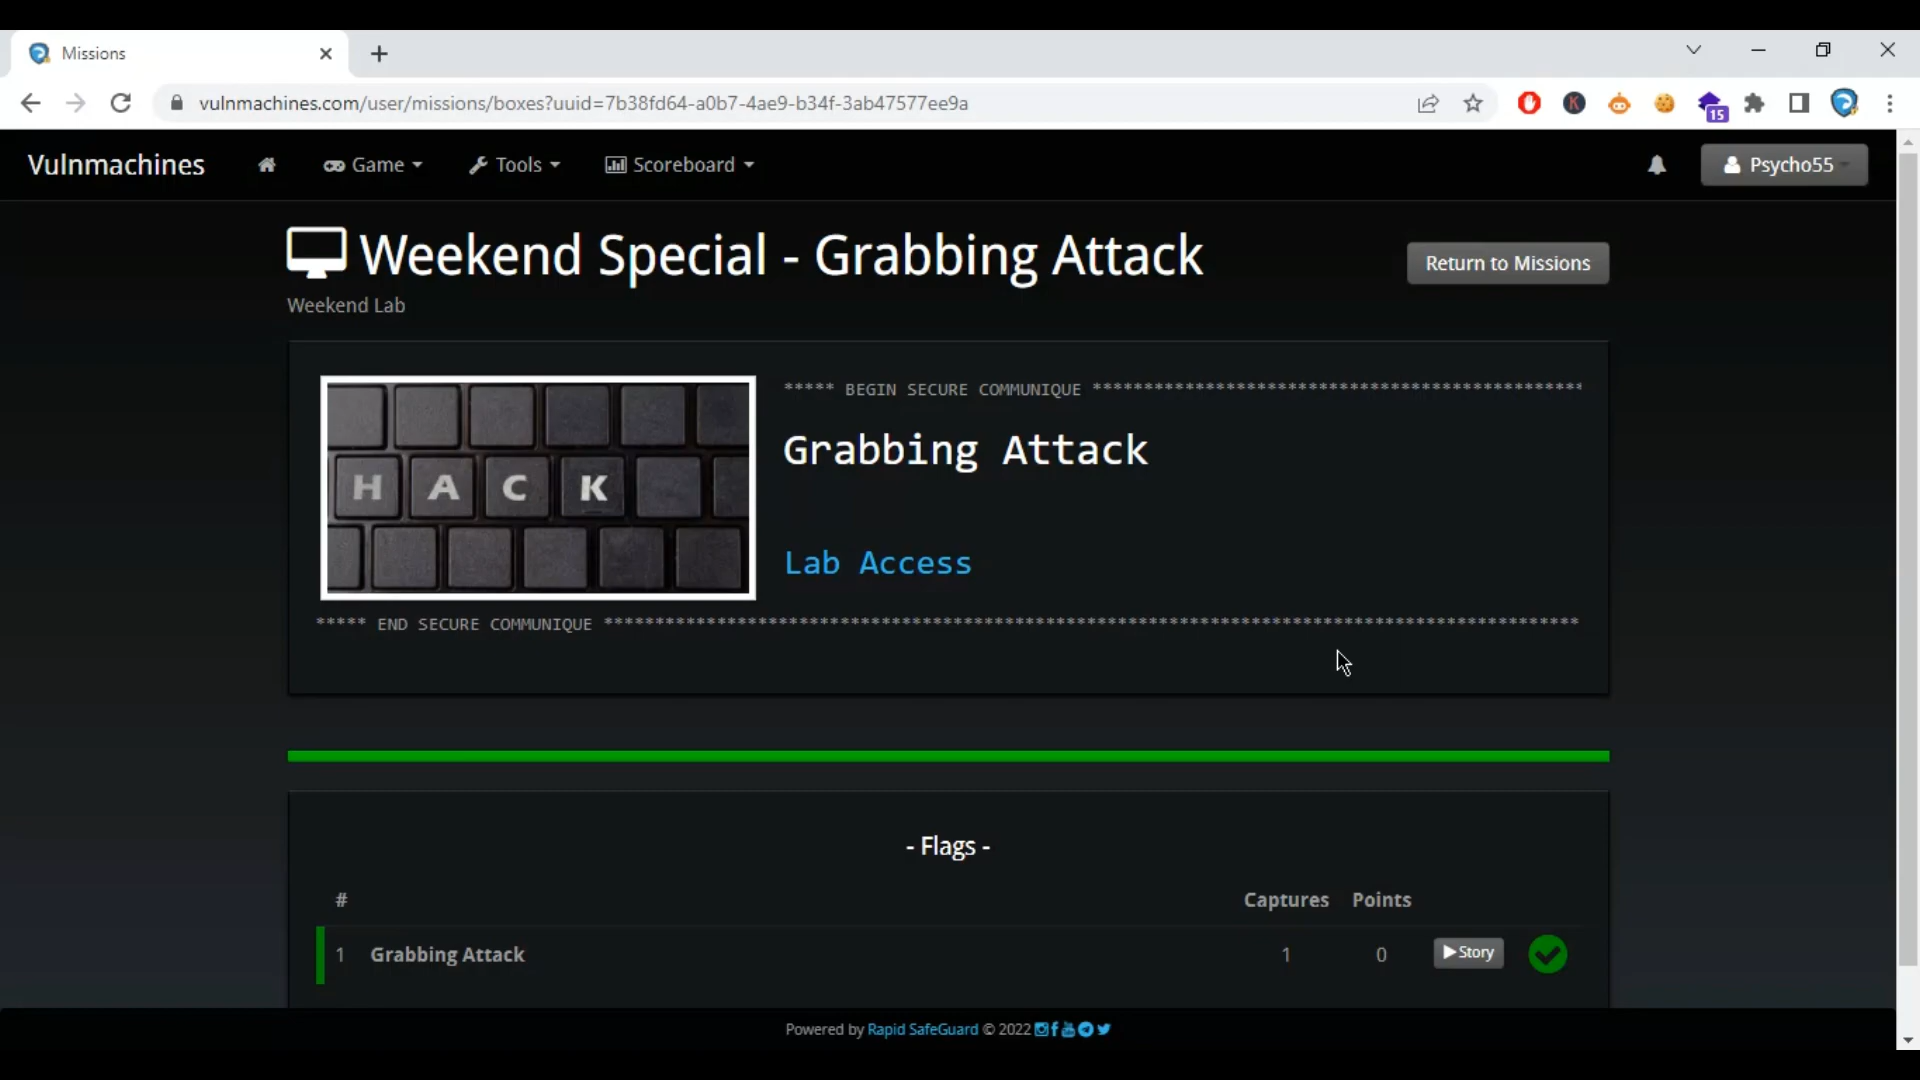 Missions
vulnmachines.com/user/missions/boxes?uuid=7b38fd64-a0b7-4ae9-b34f-3ab47577ee9a
15
Vulnmachines Game Tools Scoreboard Psycho55
Weekend Special - Grabbing Attack
Return to Missions
Weekend Lab
HACK
***** BEGIN SECURE COMMUNIQUE ************************************************
Grabbing Attack
Lab Access
***** END SECURE COMMUNIQUE ***********************************************************************************************
- Flags -
# Captures Points
1 Grabbing Attack 1 0 Story
Powered by Rapid SafeGuard © 2022